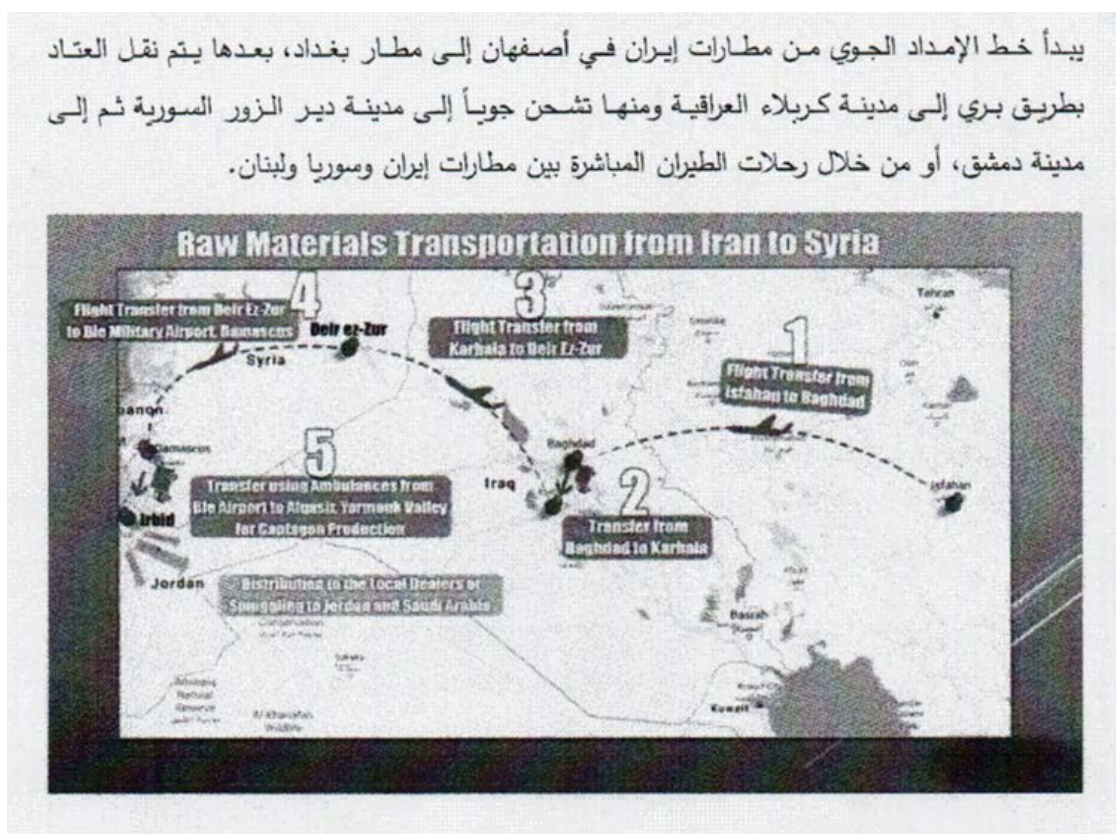 يبدأ خط الإمداد الجوي من مطارات إيران في أصفهان إلى مطار بغداد، بعدها يتم نقل العتاد
بطريق بري إلى مدينة كربلاء العراقية ومنها تشحن جوياً إلى مدينة دير الزور السورية ثم إلى
مدينة دمشق، أو من خلال رحلات الطيران المباشرة بين مطارات إيران وسوريا ولبنان.
Raw Materials Transportation from Iran to Syria
4
Flight Transfer from Deir Ez-Zur
to Ble Military Airport, Damascus
Deir ez-Zur
Syria
3
Flight Transfer from
Karbala to Deir Ez-Zur
1
Flight Transfer from
Isfahan to Baghdad
Tehran
Isfahan
Baghdad
Iraq
2
Transfer from
Baghdad to Karbala
Damascus
5
Transfer using Ambulances from
Ble Airport to Alqasir, Yarmouk Valley
for Captagon Production
Irbid
Jordan
Distributing to the Local Dealers or
Smuggling to Jordan and Saudi Arabia
Basrah
Kuwait
Reserve